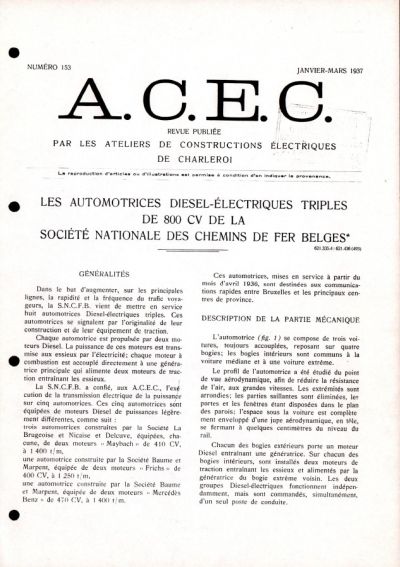 NUMÉRO 153
JANVIER-MARS 1937
A.C.E.C.
REVUE PUBLIÉE
PAR LES ATELIERS DE CONSTRUCTIONS ÉLECTRIQUES
DE CHARLEROI
La reproduction d'articles ou d'illustrations est permise à condition d'en indiquer la provenance.
LES AUTOMOTRICES DIESEL-ÉLECTRIQUES TRIPLES
DE 800 CV DE LA
SOCIÉTÉ NATIONALE DES CHEMINS DE FER BELGES*
GÉNÉRALITÉS
Dans le but d'augmenter, sur les principales
lignes, la rapidité et la fréquence du trafic voya-
geurs, la S.N.C.F.B. vient de mettre en service
huit automotrices Diesel-électriques triples. Ces
automotrices se signalent par l'originalité de leur
construction et de leur équipement de traction.
Chaque automotrice est propulsée par deux mo-
teurs Diesel. La puissance de ces moteurs est trans-
mise aux essieux par l'électricité; chaque moteur à
combustion est accouplé directement à une généra-
trice principale qui alimente deux moteurs de trac-
tion entraînant les essieux.
La S.N.C.F.B. a confié, aux A.C.E.C., l'exé
cution de la transmission électrique de la puissance
sur cinq automotrices. Ces cinq automotrices sont
équipées de moteurs Diesel de puissances légère-
ment différentes, comme suit :
trois automotrices construites par la Société La
Brugeoise et Nicaise et Delcuve, équipées, cha-
cune, de deux moteurs « Maybach » de 410 CV,
à 1 400 t/m,
une automotrice construite par la Société Baume et
Marpent, équipée de deux moteurs « Frichs » de
400 CV, à 1 250 t/m,
une automotrice construite par la Société Baume
et Marpent, équipée de deux moteurs « Mercédès
Benz » de 470 CV, à 1 400 t/m.
Ces automotrices, mises en service à partir du
mois d'avril 1936, sont destinées aux communica-
tions rapides entre Bruxelles et les principaux cen-
tres de province.
DESCRIPTION DE LA PARTIE MÉCANIQUE
L'automotrice (fig. 1) se compose de trois voi-
tures, toujours accouplées, reposant sur quatre
bogies; les bogies intérieurs sont communs à la
voiture médiane et à une voiture extrême.
Le profil de l'automotrice a été étudié du point
de vue aérodynamique, afin de réduire la résistance
de l'air, aux grandes vitesses. Les extrémités sont
arrondies; les parties saillantes sont éliminées, les
portes et les fenêtres étant disposées dans le plan
des parois; l'espace sous la voiture est complète
ment enveloppé d'une jupe aérodynamique, en tôle,
se fermant à quelques centimètres du niveau du
rail.
Chacun des bogies extérieurs porte un moteur
Diesel entraînant une génératrice. Sur chacun des
bogies intérieurs, sont installés deux moteurs de
traction entraînant les essieux et alimentés par la
génératrice du bogie extrême voisin. Les deux
groupes Diesel-électriques fonctionnent indépen-
damment, mais sont commandés, simultanément,
d'un seul poste de conduite.